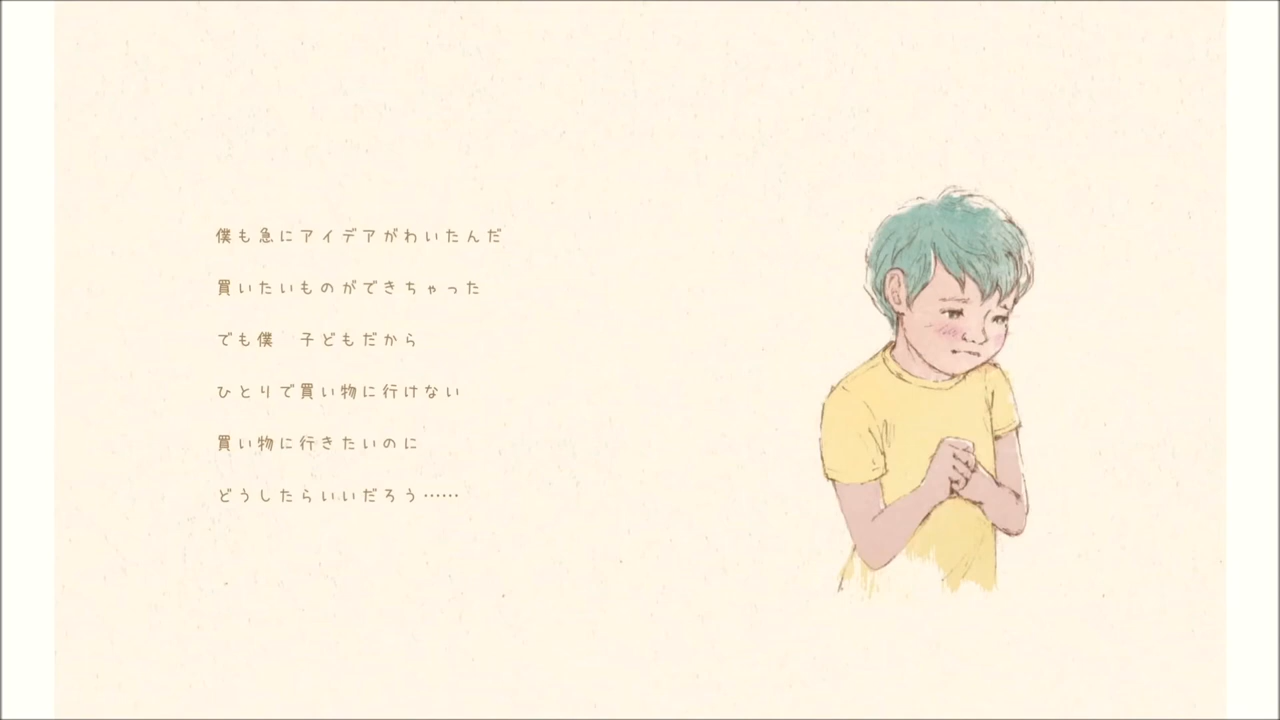 僕も急にアイデアがわいたんだ
買いたいものができちゃった
でも僕　子どもだから
ひとりで買い物に行けない
買い物に行きたいのに
どうしたらいいだろう……